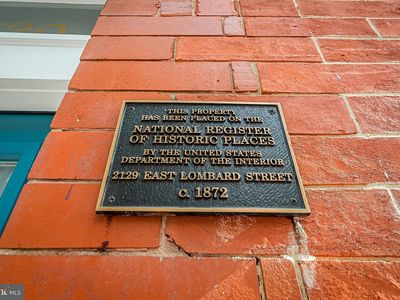 "THIS PROPERTY
HAS BEEN PLACED ON THE
NATIONAL REGISTER
OF HISTORIC PLACES
BY THE UNITED STATES
DEPARTMENT OF THE INTERIOR
2129 EAST LOMBARD STREET
C. 1872
MLS